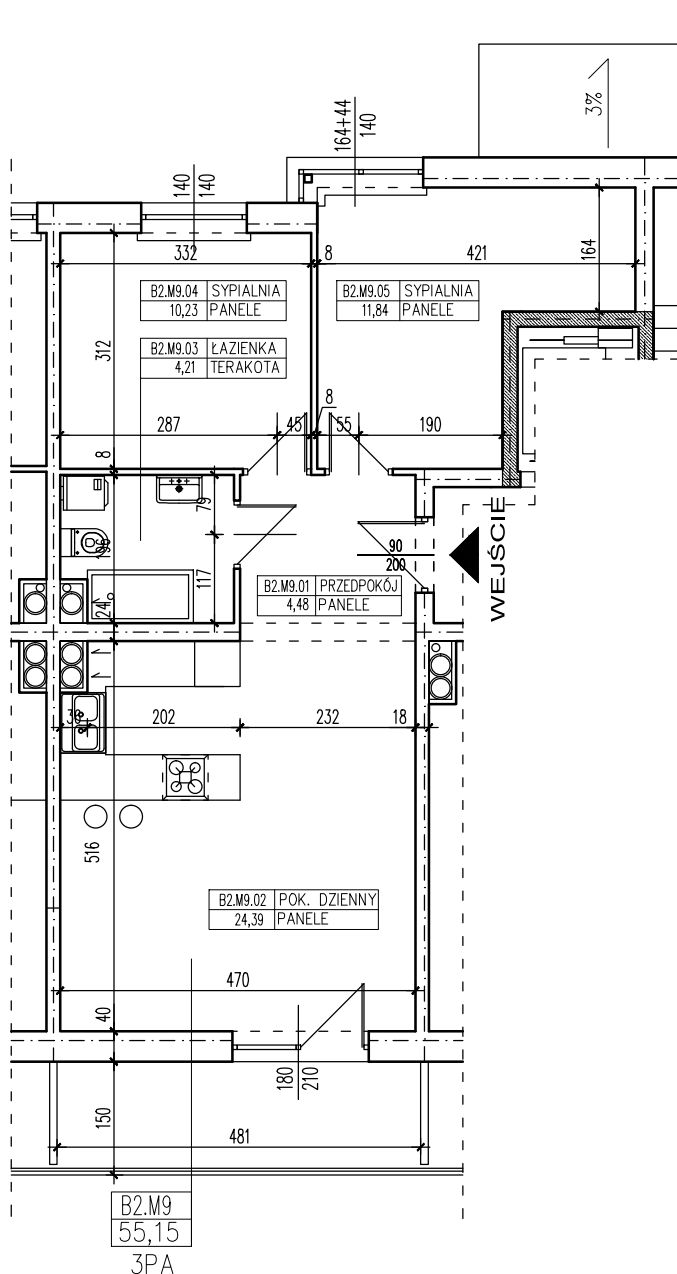 3%
164+44
140
140
140
332
8
421
164
B2.M9.04 SYPIALNIA
10,23 PANELE
B2.M9.05 SYPIALNIA
11,84 PANELE
B2.M9.03 ŁAZIENKA
4,21 TERAKOTA
312
8
287
45
55
190
8
79
196
117
24
90
200
WEJŚCIE
B2.M9.01 PRZEDPOKÓJ
4,48 PANELE
202
232
18
516
B2.M9.02 POK. DZIENNY
24,39 PANELE
470
40
180
210
150
481
B2.M9
55,15
3PA